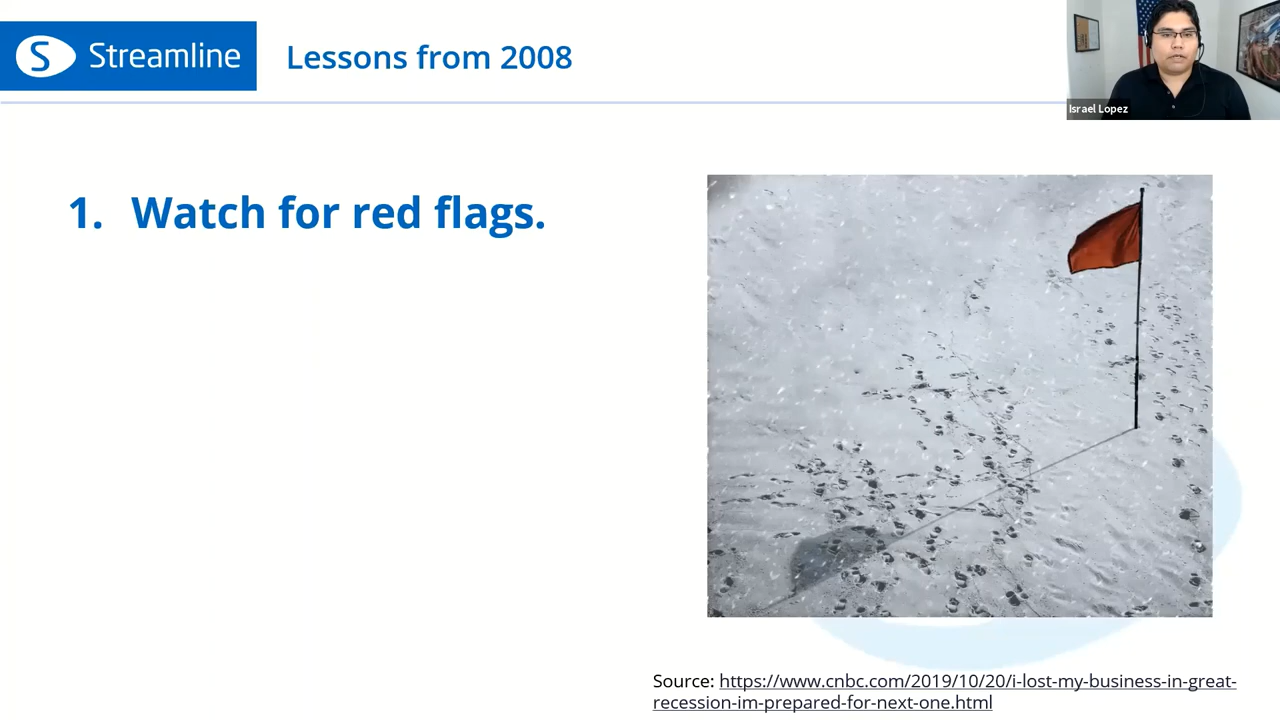 S Streamline
Lessons from 2008
Israel Lopez
1. Watch for red flags.
Source: https://www.cnbc.com/2019/10/20/i-lost-my-business-in-great-
recession-im-prepared-for-next-one.html